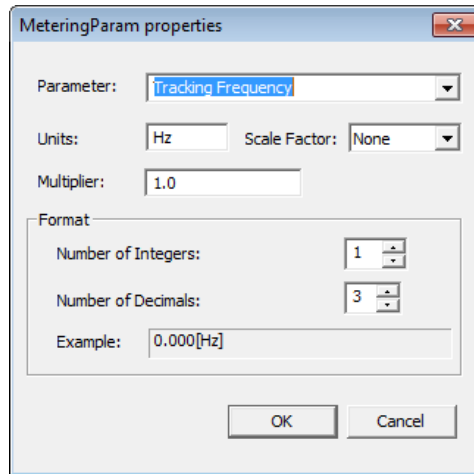 MeteringParam properties
Parameter: Tracking Frequency
Units: Hz Scale Factor: None
Multiplier: 1.0
Format
Number of Integers: 1
Number of Decimals: 3
Example: 0.000[Hz]
OK Cancel